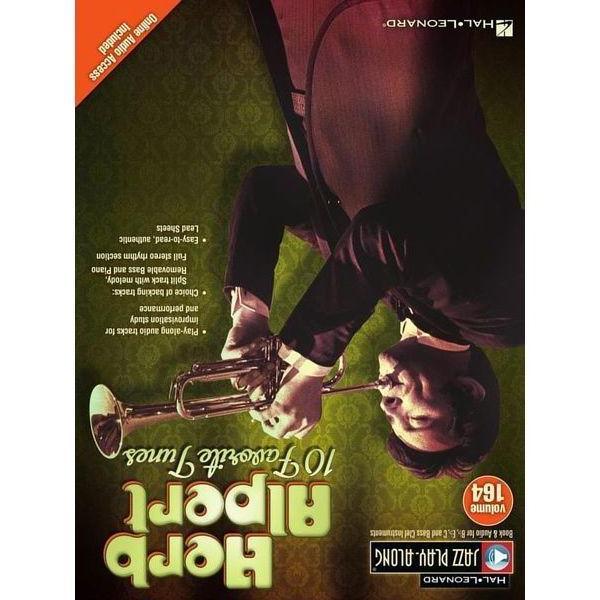 HAL•LEONARD
JAZZ PLAY-ALONG
Book & Audio for B♭, E♭, C and Bass Clef Instruments
volume
164
Herb
Alpert
10 Favorite Tunes
• Play-along audio tracks for
improvisation study
and performance
• Choice of backing tracks:
Split track with melody,
Removable Bass and Piano
Full stereo rhythm section
• Easy-to-read, authentic
Lead Sheets
Online Audio Access
Included
HAL•LEONARD®